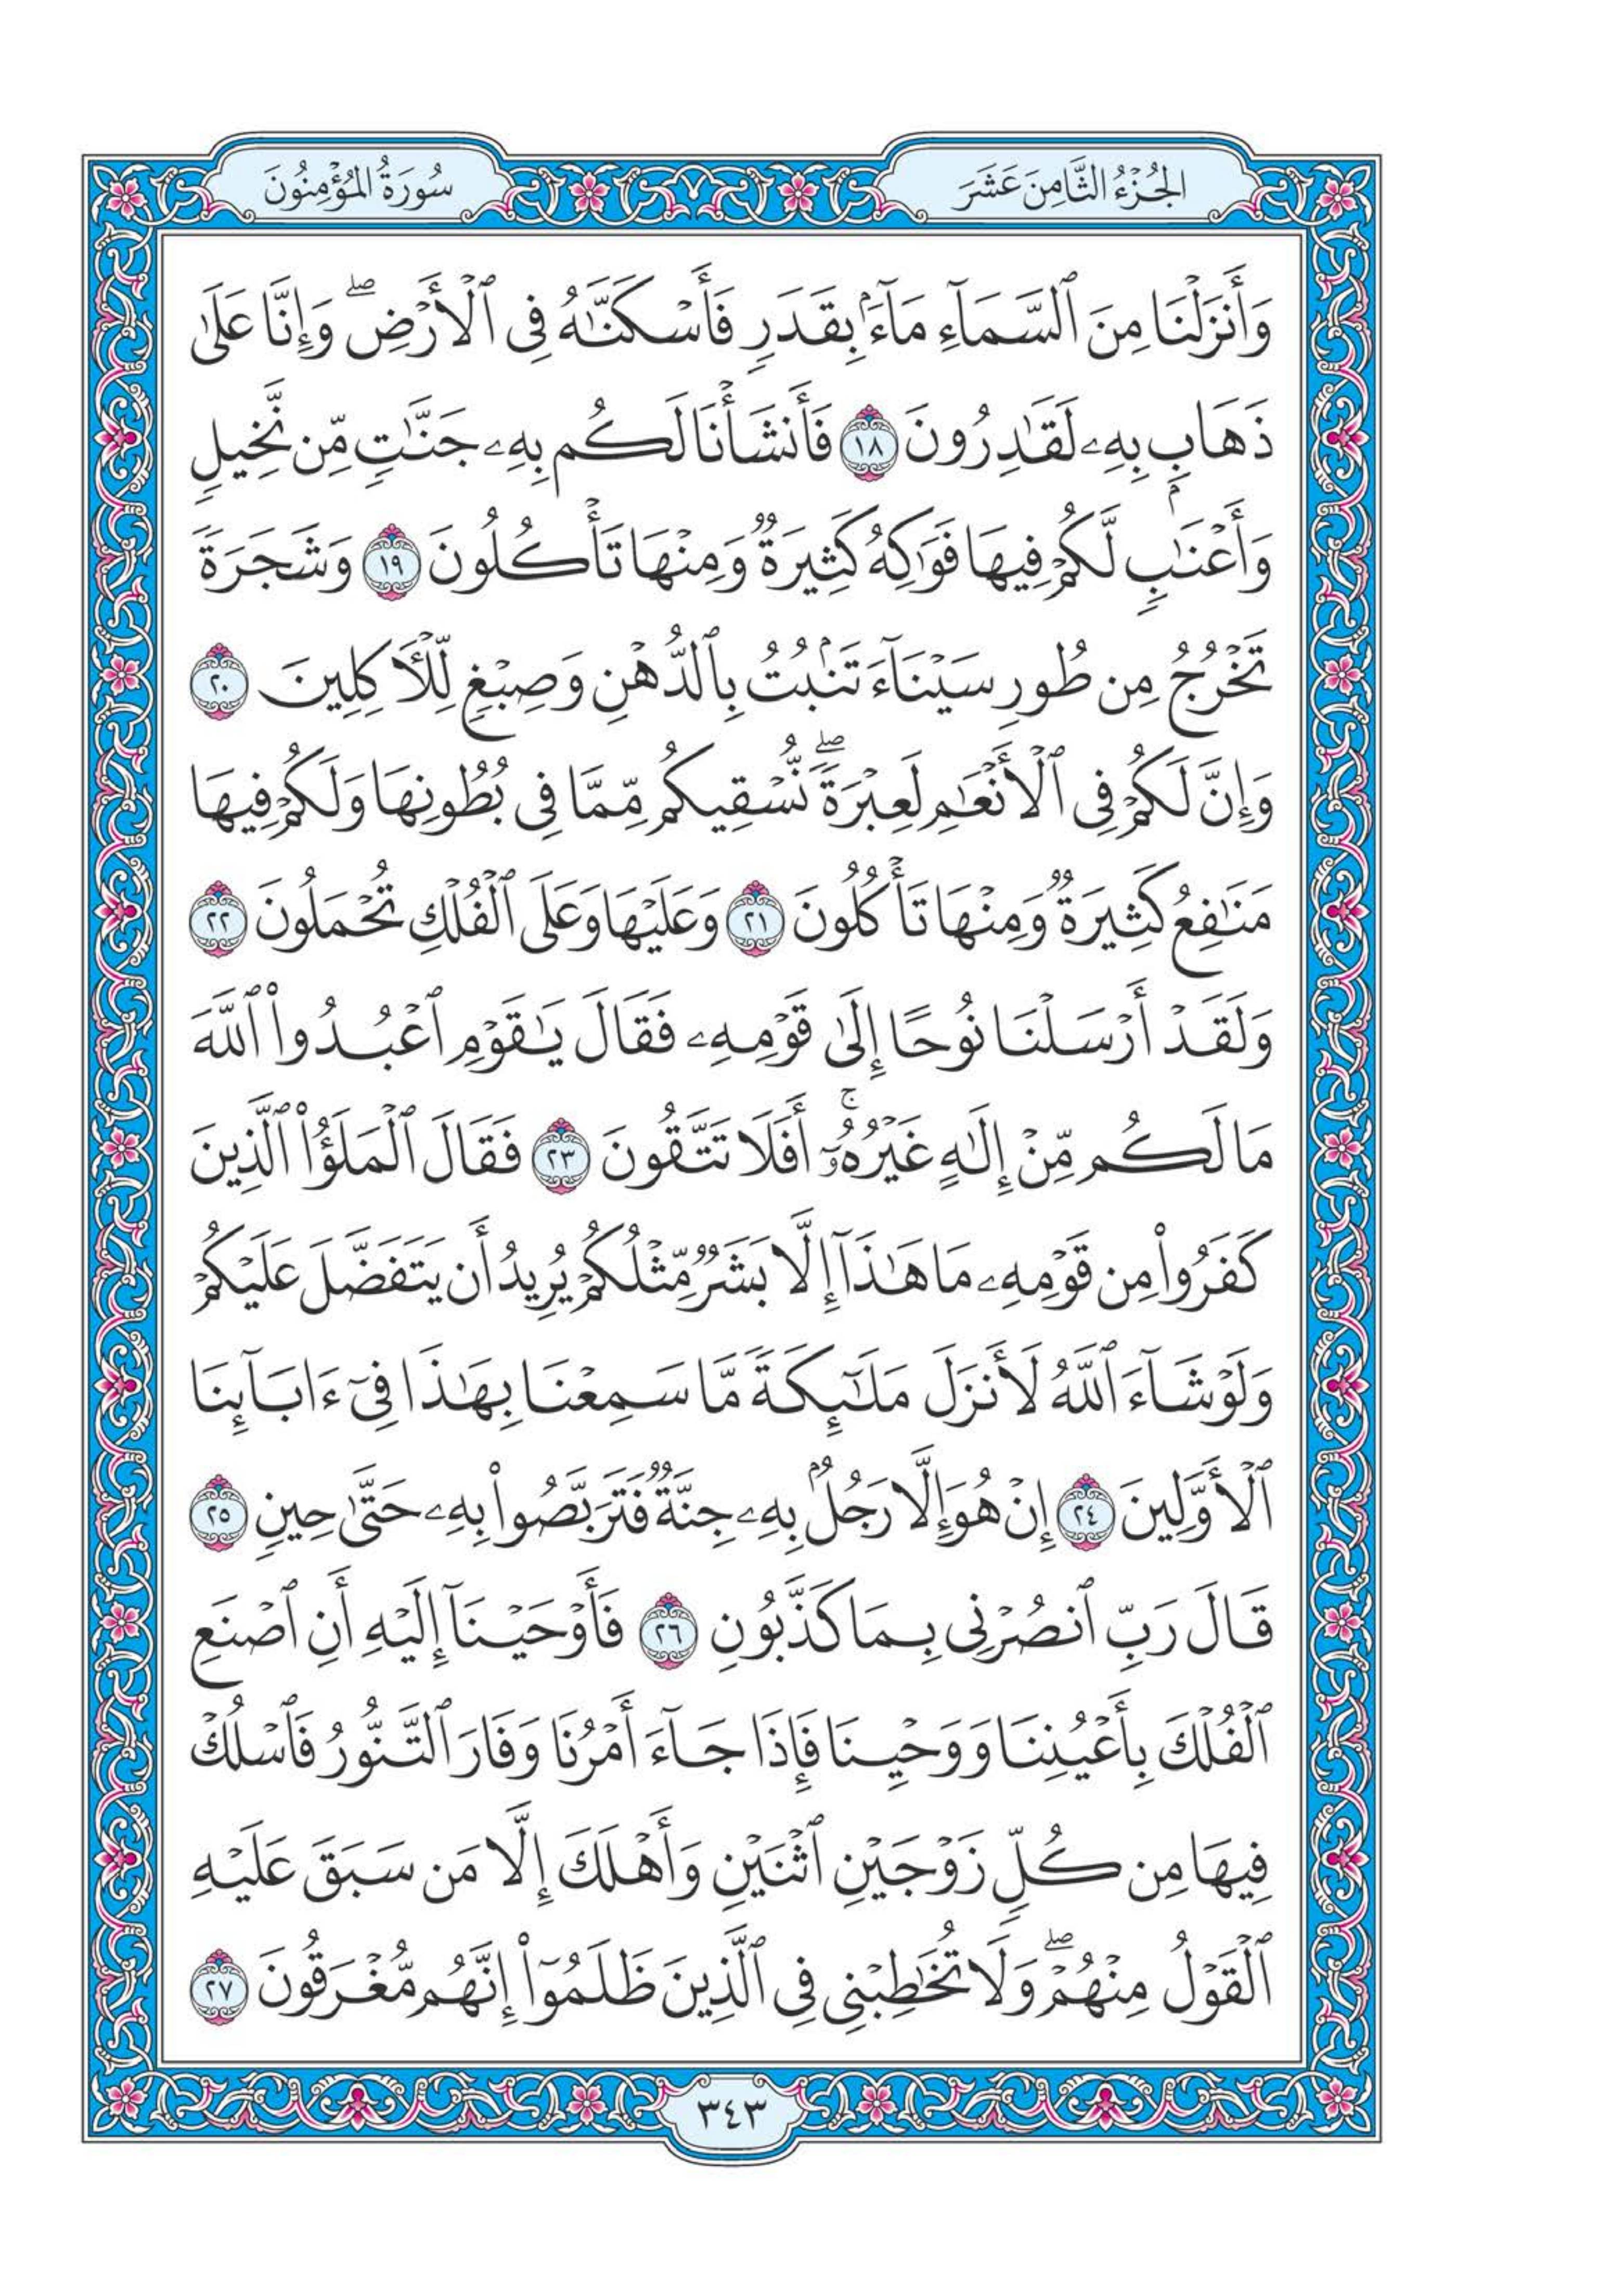 الجُزْءُ الثَّامِنَ عَشَرَ
سُورَةُ المُؤْمِنُونَ
وَأَنزَلْنَا مِنَ ٱلسَّمَآءِ مَآءَۢ بِقَدَرٖ فَأَسْكَنَّٰهُ فِى ٱلْأَرْضِۖ وَإِنَّا عَلَىٰ
ذَهَابِۭ بِهِۦ لَقَٰدِرُونَ ١٨ فَأَنشَأْنَا لَكُم بِهِۦ جَنَّٰتٖ مِّن نَّخِيلٖ
وَأَعْنَٰبٖ لَّكُمْ فِيهَا فَوَٰكِهُ كَثِيرَةٞ وَمِنْهَا تَأْكُلُونَ ١٩ وَشَجَرَةٗ
تَخْرُجُ مِن طُورِ سَيْنَآءَ تَنۢبُتُ بِٱلدُّهْنِ وَصِبْغٖ لِّلْـَٔاكِلِينَ ٢٠
وَإِنَّ لَكُمْ فِى ٱلْأَنْعَٰمِ لَعِبْرَةٗۖ نُّسْقِيكُم مِّمَّا فِى بُطُونِهَا وَلَكُمْ فِيهَا
مَنَٰفِعُ كَثِيرَةٞ وَمِنْهَا تَأْكُلُونَ ٢١ وَعَلَيْهَا وَعَلَى ٱلْفُلْكِ تُحْمَلُونَ ٢٢
وَلَقَدْ أَرْسَلْنَا نُوحًا إِلَىٰ قَوْمِهِۦ فَقَالَ يَٰقَوْمِ ٱعْبُدُوا۟ ٱللَّهَ
مَا لَكُم مِّنْ إِلَٰهٍ غَيْرُهُۥٓۚ أَفَلَا تَتَّقُونَ ٢٣ فَقَالَ ٱلْمَلَؤُا۟ ٱلَّذِينَ
كَفَرُوا۟ مِن قَوْمِهِۦ مَا هَٰذَآ إِلَّا بَشَرٞ مِّثْلُكُمْ يُرِيدُ أَن يَتَفَضَّلَ عَلَيْكُمْ
وَلَوْ شَآءَ ٱللَّهُ لَأَنزَلَ مَلَٰٓئِكَةٗ مَّا سَمِعْنَا بِهَٰذَا فِىٓ ءَابَآئِنَا
ٱلْأَوَّلِينَ ٢٤ إِنْ هُوَ إِلَّا رَجُلُۢ بِهِۦ جِنَّةٞ فَتَرَبَّصُوا۟ بِهِۦ حَتَّىٰ حِينٖ ٢٥
قَالَ رَبِّ ٱنصُرْنِى بِمَا كَذَّبُونِ ٢٦ فَأَوْحَيْنَآ إِلَيْهِ أَنِ ٱصْنَعِ
ٱلْفُلْكَ بِأَعْيُنِنَا وَوَحْيِنَا فَإِذَا جَآءَ أَمْرُنَا وَفَارَ ٱلتَّنُّورُ فَٱسْلُكْ
فِيهَا مِن كُلّٖ زَوْجَيْنِ ٱثْنَيْنِ وَأَهْلَكَ إِلَّا مَن سَبَقَ عَلَيْهِ
ٱلْقَوْلُ مِنْهُمْۖ وَلَا تُخَٰطِبْنِى فِى ٱلَّذِينَ ظَلَمُوٓا۟ إِنَّهُم مُّغْرَقُونَ ٢٧
٣٤٣